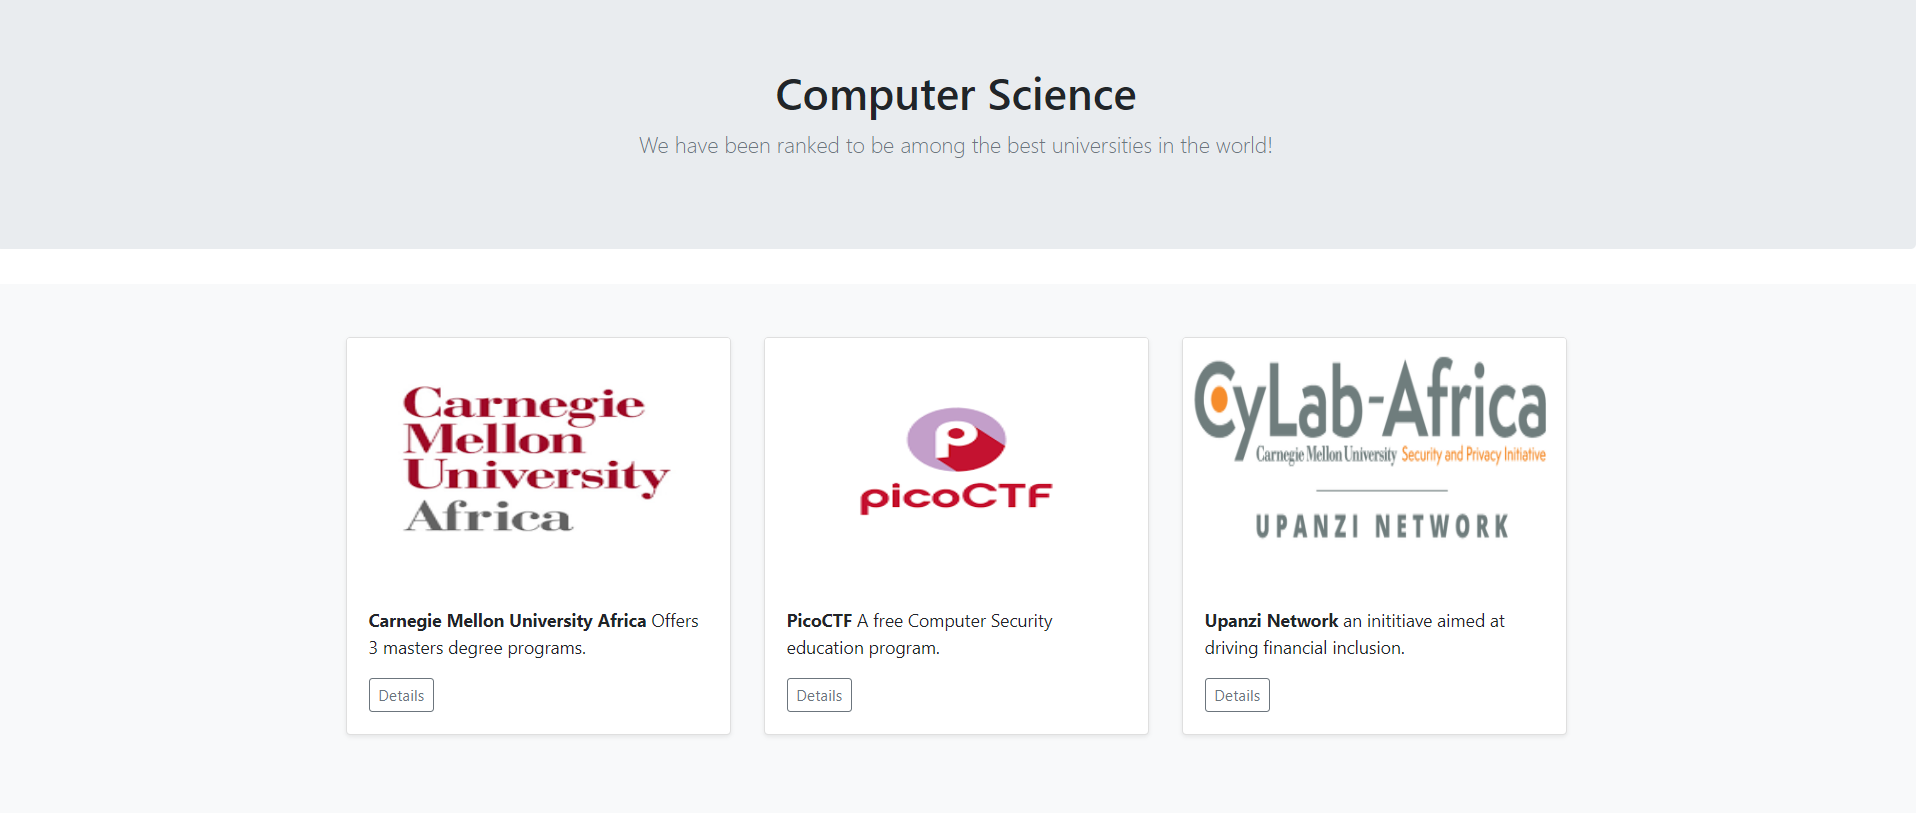 Computer Science
We have been ranked to be among the best universities in the world!
Carnegie
Mellon
University
Africa
Carnegie Mellon University Africa Offers
3 masters degree programs.
Details
P
picoCTF
PicoCTF A free Computer Security
education program.
Details
CyLab-Africa
Carnegie Mellon University Security and Privacy Initiative
UPANZI NETWORK
Upanzi Network an inititiave aimed at
driving financial inclusion.
Details